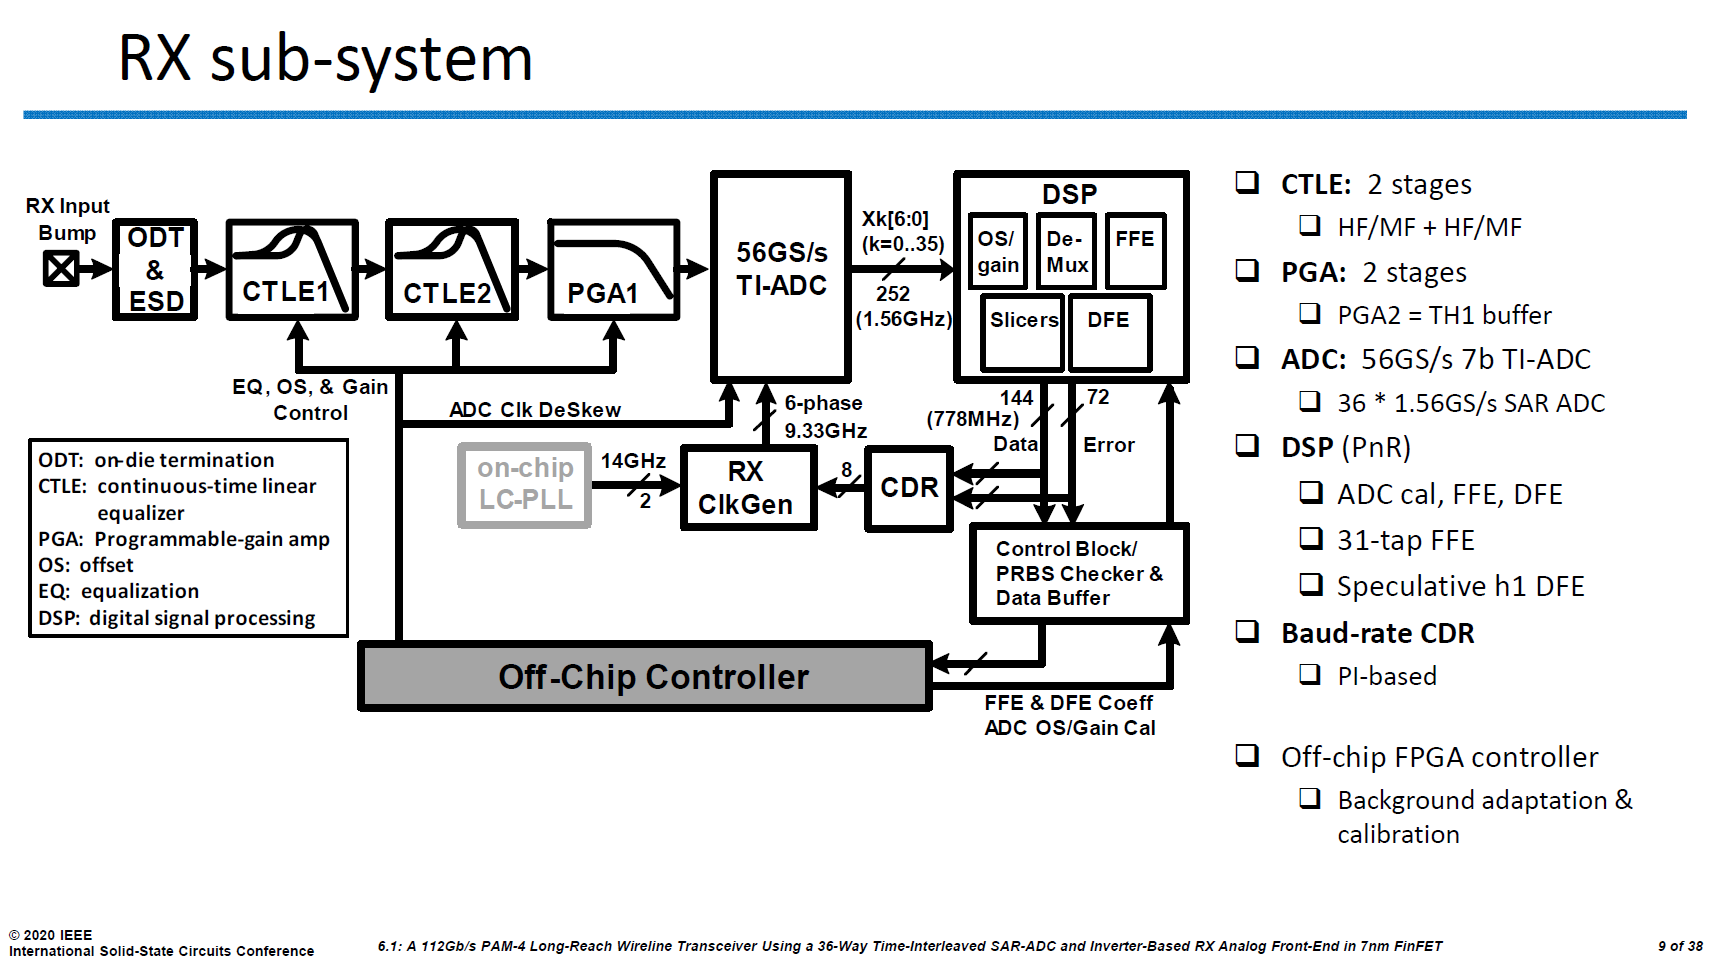 RX sub-system
RX Input
Bump
ODT
&
ESD
CTLE1
CTLE2
PGA1
56GS/s
TI-ADC
Xk[6:0]
(k=0..35)
252
(1.56GHz)
DSP
OS/
gain
De-
Mux
FFE
Slicers
DFE
EQ, OS, & Gain
Control
ADC Clk DeSkew
6-phase
9.33GHz
144
(778MHz)
Data
72
Error
on-chip
LC-PLL
14GHz
2
RX
ClkGen
8
CDR
Control Block/
PRBS Checker &
Data Buffer
ODT: on-die termination
CTLE: continuous-time linear
equalizer
PGA: Programmable-gain amp
OS: offset
EQ: equalization
DSP: digital signal processing
Off-Chip Controller
FFE & DFE Coeff
ADC OS/Gain Cal
❑ CTLE: 2 stages
❑ HF/MF + HF/MF
❑ PGA: 2 stages
❑ PGA2 = TH1 buffer
❑ ADC: 56GS/s 7b TI-ADC
❑ 36 * 1.56GS/s SAR ADC
❑ DSP (PnR)
❑ ADC cal, FFE, DFE
❑ 31-tap FFE
❑ Speculative h1 DFE
❑ Baud-rate CDR
❑ PI-based
❑ Off-chip FPGA controller
❑ Background adaptation &
calibration
© 2020 IEEE
International Solid-State Circuits Conference
6.1: A 112Gb/s PAM-4 Long-Reach Wireline Transceiver Using a 36-Way Time-Interleaved SAR-ADC and Inverter-Based RX Analog Front-End in 7nm FinFET
9 of 38